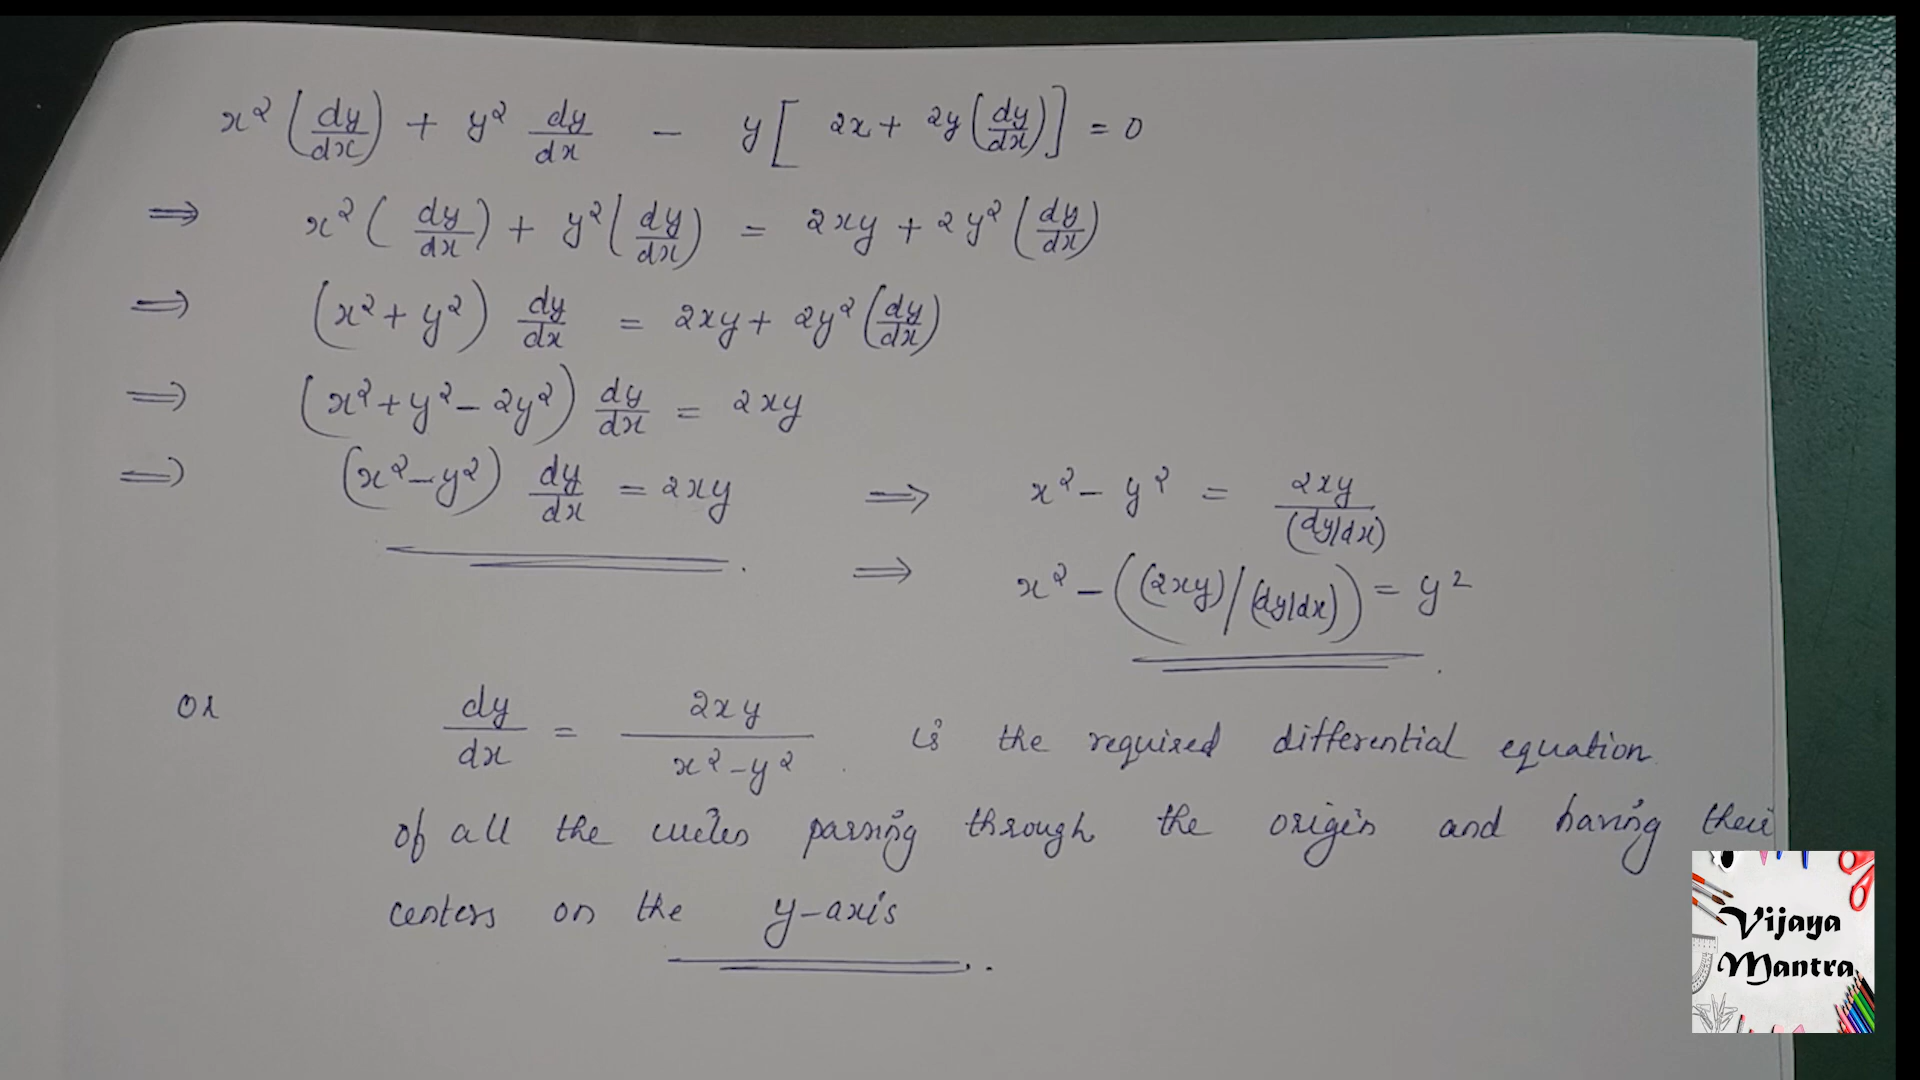 x² (dy/dx) + y² dy/dx - y[ 2x + 2y(dy/dx)] = 0
⇒ x² (dy/dx) + y² (dy/dx) = 2xy + 2y² (dy/dx)
⇒ (x² + y²) dy/dx = 2xy + 2y² (dy/dx)
⇒ (x² + y² - 2y²) dy/dx = 2xy
⇒ (x² - y²) dy/dx = 2xy ⇒ x² - y² = 2xy/(dy/dx)
⇒ x² - ((2xy)/(dy/dx)) = y²
or dy/dx = 2xy/(x² - y²). is the required differential equation
of all the circles passing through the origin and having their
centers on the y-axis
Vijaya
Mantra